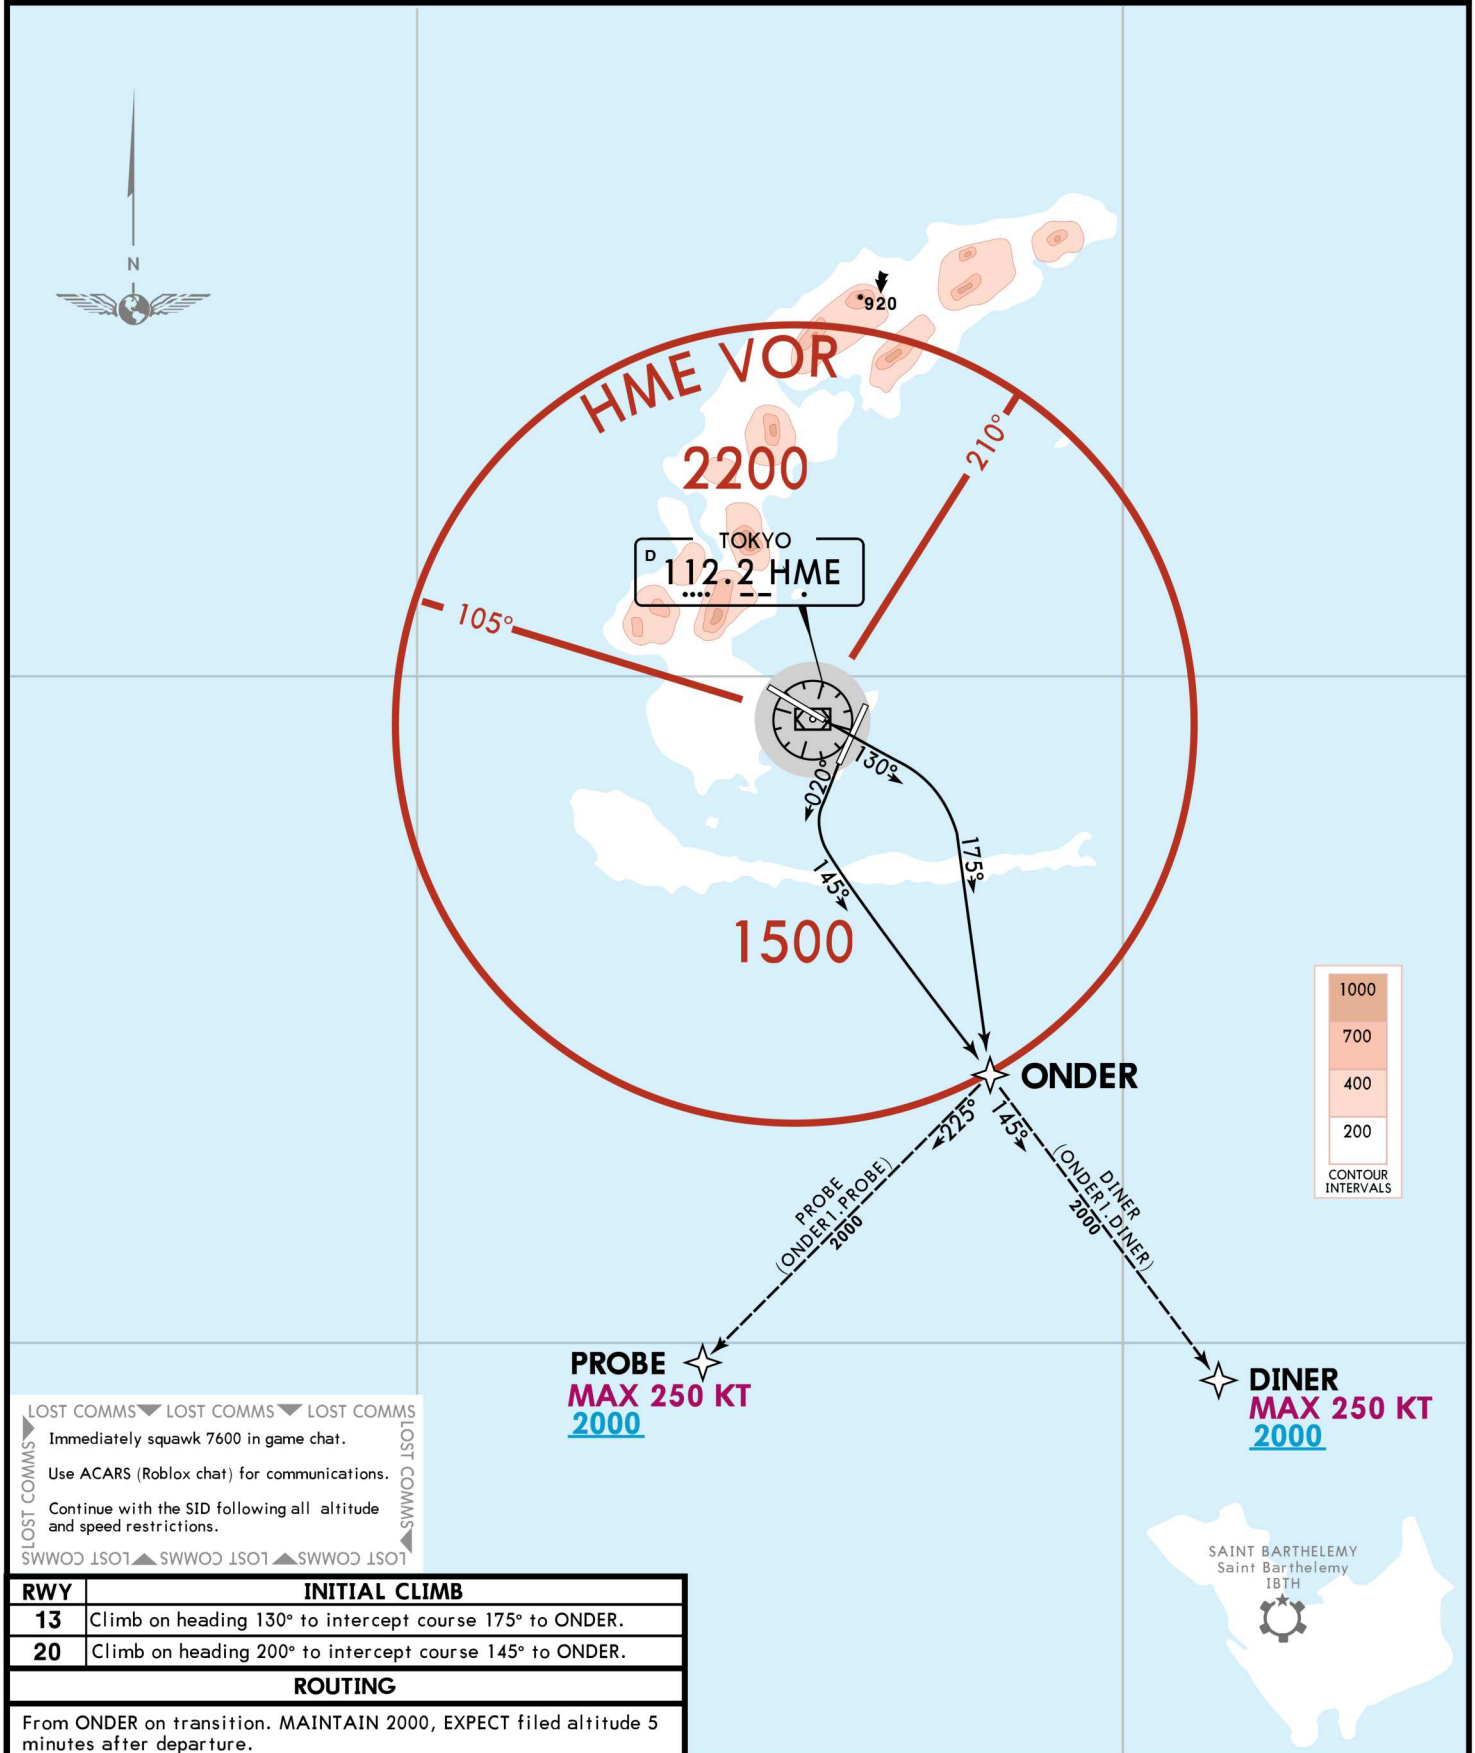 N
920
HME VOR
2200
210°
TOKYO
D 112.2 HME
105°
130°
020°
175°
145°
1500
1000
700
400
200
CONTOUR
INTERVALS
ONDER
225°
145°
PROBE
(ONDER1.PROBE)
2000
DINER
(ONDER1.DINER)
2000
PROBE
MAX 250 KT
2000
DINER
MAX 250 KT
2000
LOST COMMS LOST COMMS LOST COMMS
LOST COMMS
LOST COMMS
Immediately squawk 7600 in game chat.
Use ACARS (Roblox chat) for communications.
Continue with the SID following all altitude
and speed restrictions.
LOST COMMS LOST COMMS LOST COMMS
SAINT BARTHELEMY
Saint Barthelemy
IBTH
RWY INITIAL CLIMB
13 Climb on heading 130° to intercept course 175° to ONDER.
20 Climb on heading 200° to intercept course 145° to ONDER.
ROUTING
From ONDER on transition. MAINTAIN 2000, EXPECT filed altitude 5
minutes after departure.